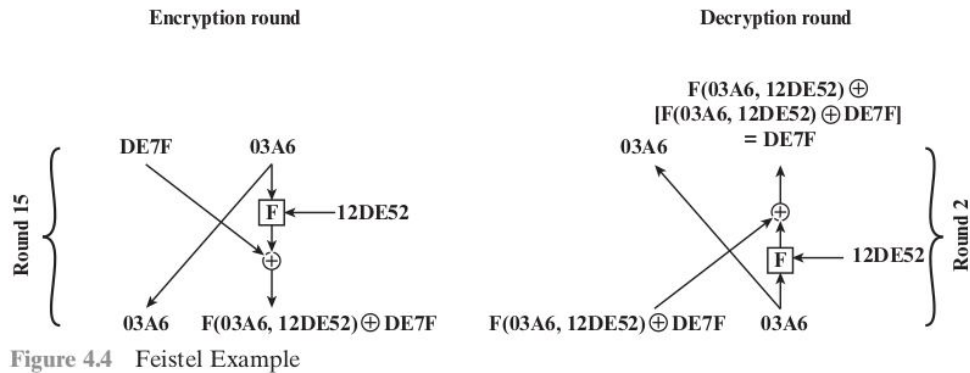 Encryption round
Decryption round
F(03A6, 12DE52) ⊕
[F(03A6, 12DE52) ⊕ DE7F]
= DE7F
DE7F 03A6
03A6
Round 15
F
12DE52
⊕
03A6 F(03A6, 12DE52) ⊕ DE7F
⊕
F
12DE52
Round 2
F(03A6, 12DE52) ⊕ DE7F 03A6
Figure 4.4 Feistel Example